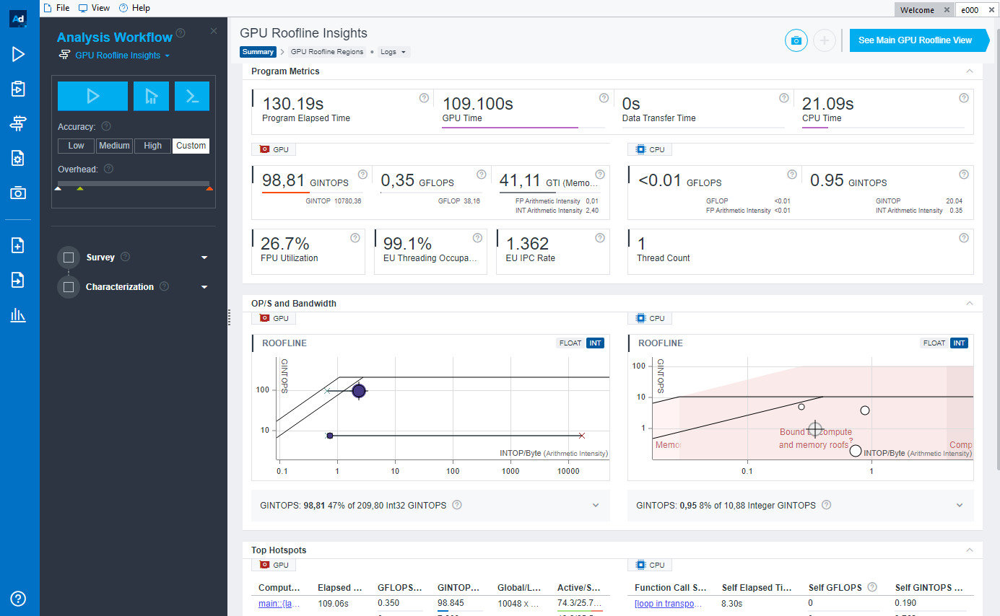 File View Help
Welcome e000
Ad
Analysis Workflow
GPU Roofline Insights
Accuracy:
Low Medium High Custom
Overhead:
Survey
Characterization
GPU Roofline Insights
Summary GPU Roofline Regions Logs
See Main GPU Roofline View
Program Metrics
130.19s
Program Elapsed Time
109.100s
GPU Time
0s
Data Transfer Time
21.09s
CPU Time
GPU
98,81 GINTOPS
GINTOP 10780,36
0,35 GFLOPS
GFLOP 38,16
41,11 GTI (Memo...
FP Arithmetic Intensity 0,01
INT Arithmetic Intensity 2,40
26.7%
FPU Utilization
99.1%
EU Threading Occupa...
1.362
EU IPC Rate
CPU
<0.01 GFLOPS
GFLOP <0.01
FP Arithmetic Intensity <0.01
0.95 GINTOPS
GINTOP 20.04
INT Arithmetic Intensity 0.35
1
Thread Count
OP/S and Bandwidth
GPU
ROOFLINE FLOAT INT
GINTOPS
100
10
INTOP/Byte (Arithmetic Intensity)
0.1 1 10 100 1000 10000
GINTOPS: 98,81 47% of 209,80 Int32 GINTOPS
CPU
ROOFLINE FLOAT INT
GINTOPS
100
10
1
Bound compute
and memory roofs?
Memor
Comp
INTOP/Byte (Arithmetic Intensity)
0.1 1
GINTOPS: 0,95 8% of 10,88 Integer GINTOPS
Top Hotspots
GPU
Comput... Elapsed ... GFLOPS... GINTOP... Global/L... Active/S...
main::{la... 109.06s 0.350 98.845 10048 x ... 74.3/25.7...
CPU
Function Call S... Self Elapsed Ti... Self GFLOPS Self GINTOPS ...
[loop in transpo... 8.30s 0 0.190